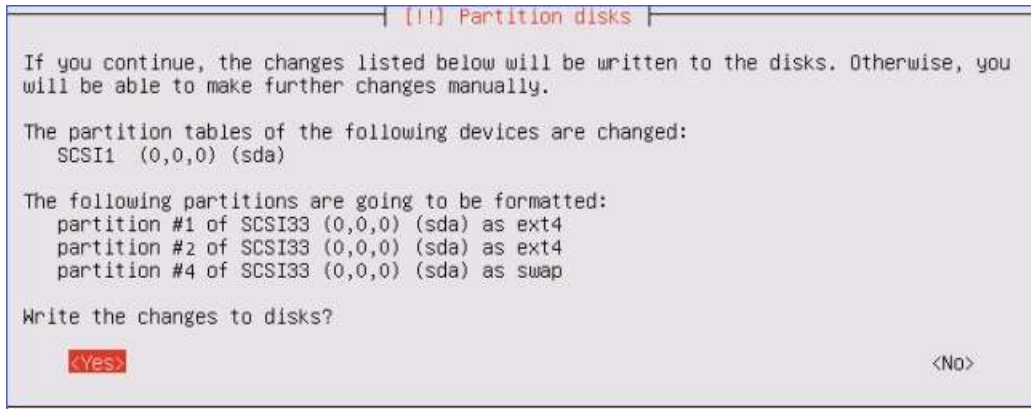 [!!] Partition disks
If you continue, the changes listed below will be written to the disks. Otherwise, you
will be able to make further changes manually.
The partition tables of the following devices are changed:
SCSI1 (0,0,0) (sda)
The following partitions are going to be formatted:
partition #1 of SCSI33 (0,0,0) (sda) as ext4
partition #2 of SCSI33 (0,0,0) (sda) as ext4
partition #4 of SCSI33 (0,0,0) (sda) as swap
Write the changes to disks?
<Yes> <No>